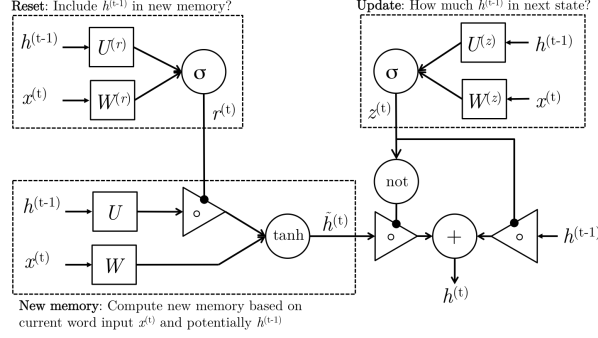 Reset: Include h^(t-1) in new memory?
Update: How much h^(t-1) in next state?
h^(t-1)
U^(r)
σ
x^(t)
W^(r)
r^(t)
σ
U^(z)
h^(t-1)
W^(z)
x^(t)
z^(t)
not
h^(t-1)
U
∘
tanh
h̃^(t)
∘
+
∘
h^(t-1)
x^(t)
W
h^(t)
New memory: Compute new memory based on
current word input x^(t) and potentially h^(t-1)